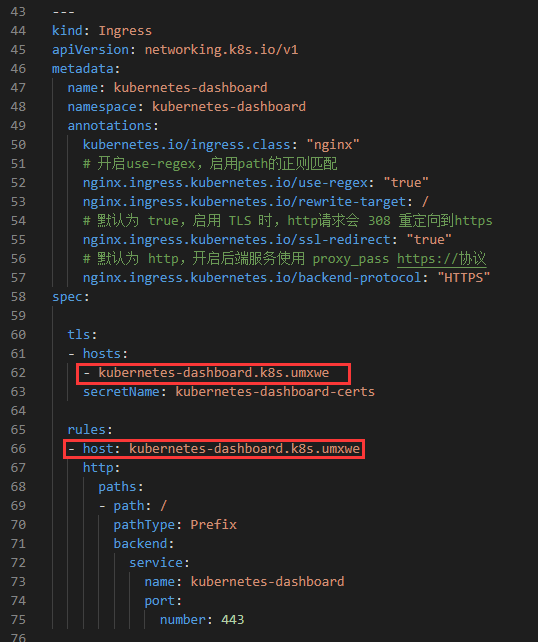 43 ---
44 kind: Ingress
45 apiVersion: networking.k8s.io/v1
46 metadata:
47   name: kubernetes-dashboard
48   namespace: kubernetes-dashboard
49   annotations:
50     kubernetes.io/ingress.class: "nginx"
51     # 开启use-regex，启用path的正则匹配
52     nginx.ingress.kubernetes.io/use-regex: "true"
53     nginx.ingress.kubernetes.io/rewrite-target: /
54     # 默认为 true，启用 TLS 时，http请求会 308 重定向到https
55     nginx.ingress.kubernetes.io/ssl-redirect: "true"
56     # 默认为 http，开启后端服务使用 proxy_pass https://协议
57     nginx.ingress.kubernetes.io/backend-protocol: "HTTPS"
58 spec:
59
60   tls:
61   - hosts:
62     - kubernetes-dashboard.k8s.umxwe
63     secretName: kubernetes-dashboard-certs
64
65   rules:
66   - host: kubernetes-dashboard.k8s.umxwe
67     http:
68       paths:
69       - path: /
70         pathType: Prefix
71         backend:
72           service:
73             name: kubernetes-dashboard
74             port:
75               number: 443
76